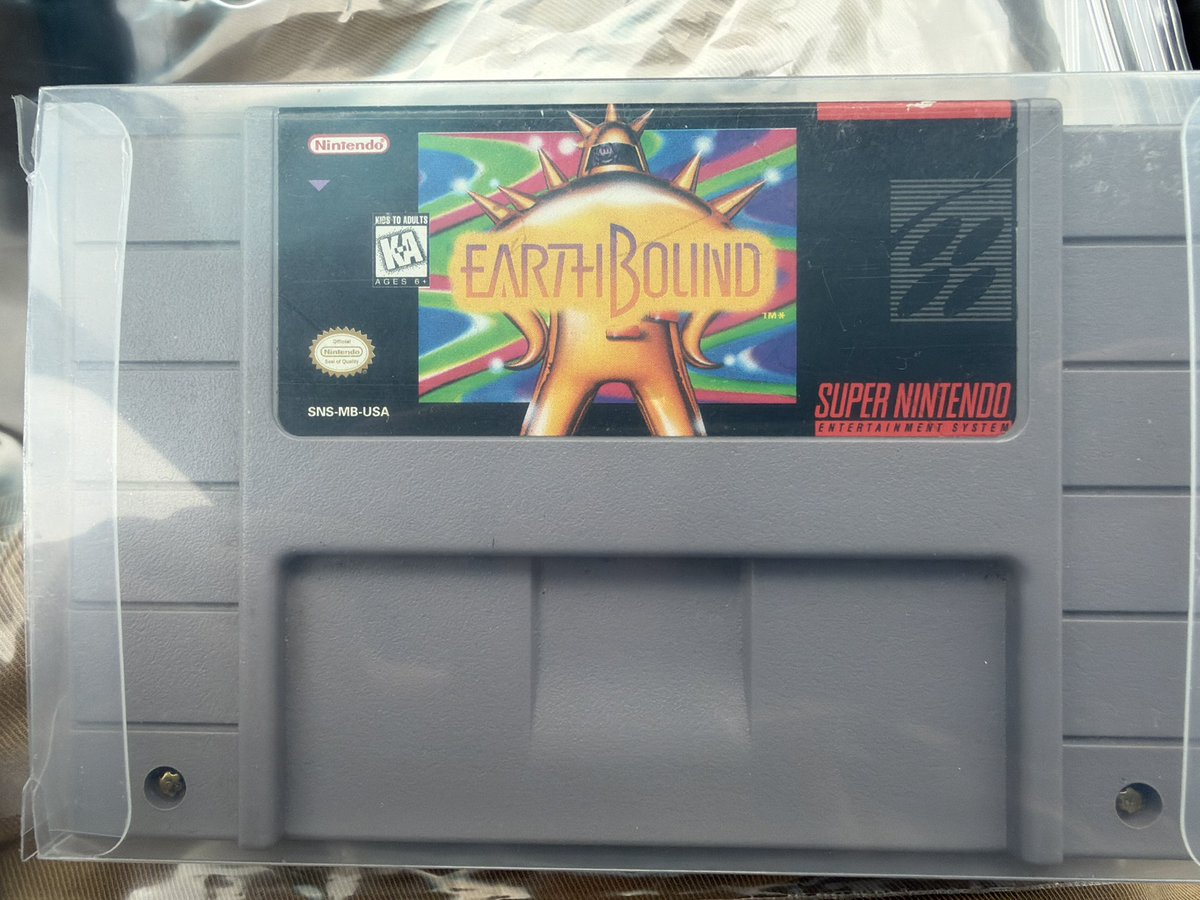 Nintendo
KIDS TO ADULTS
K-A
AGES 6+
EARTHBOUND
TM*
Official
Nintendo
Seal of Quality
SNS-MB-USA
SUPER NINTENDO
ENTERTAINMENT SYSTEM